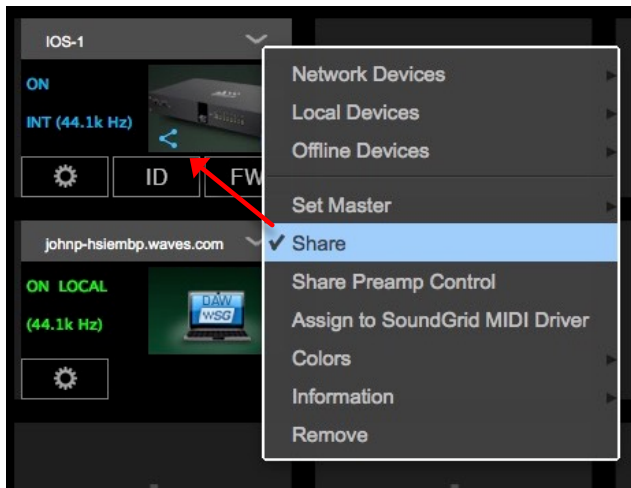 IOS-1
ON
INT (44.1k Hz)
ID
FW
johnp-hsiembp.waves.com
ON LOCAL
(44.1k Hz)
DAW
WSG
Network Devices
Local Devices
Offline Devices
Set Master
Share
Share Preamp Control
Assign to SoundGrid MIDI Driver
Colors
Information
Remove